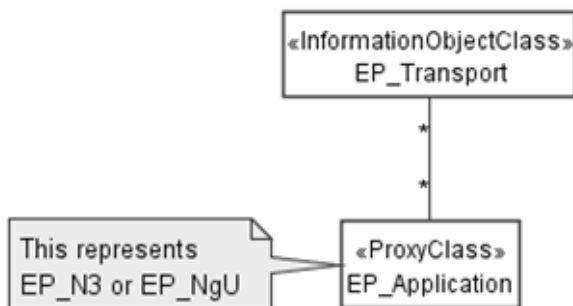 «InformationObjectClass»
EP_Transport
*
*
This represents
EP_N3 or EP_NgU
«ProxyClass»
EP_Application